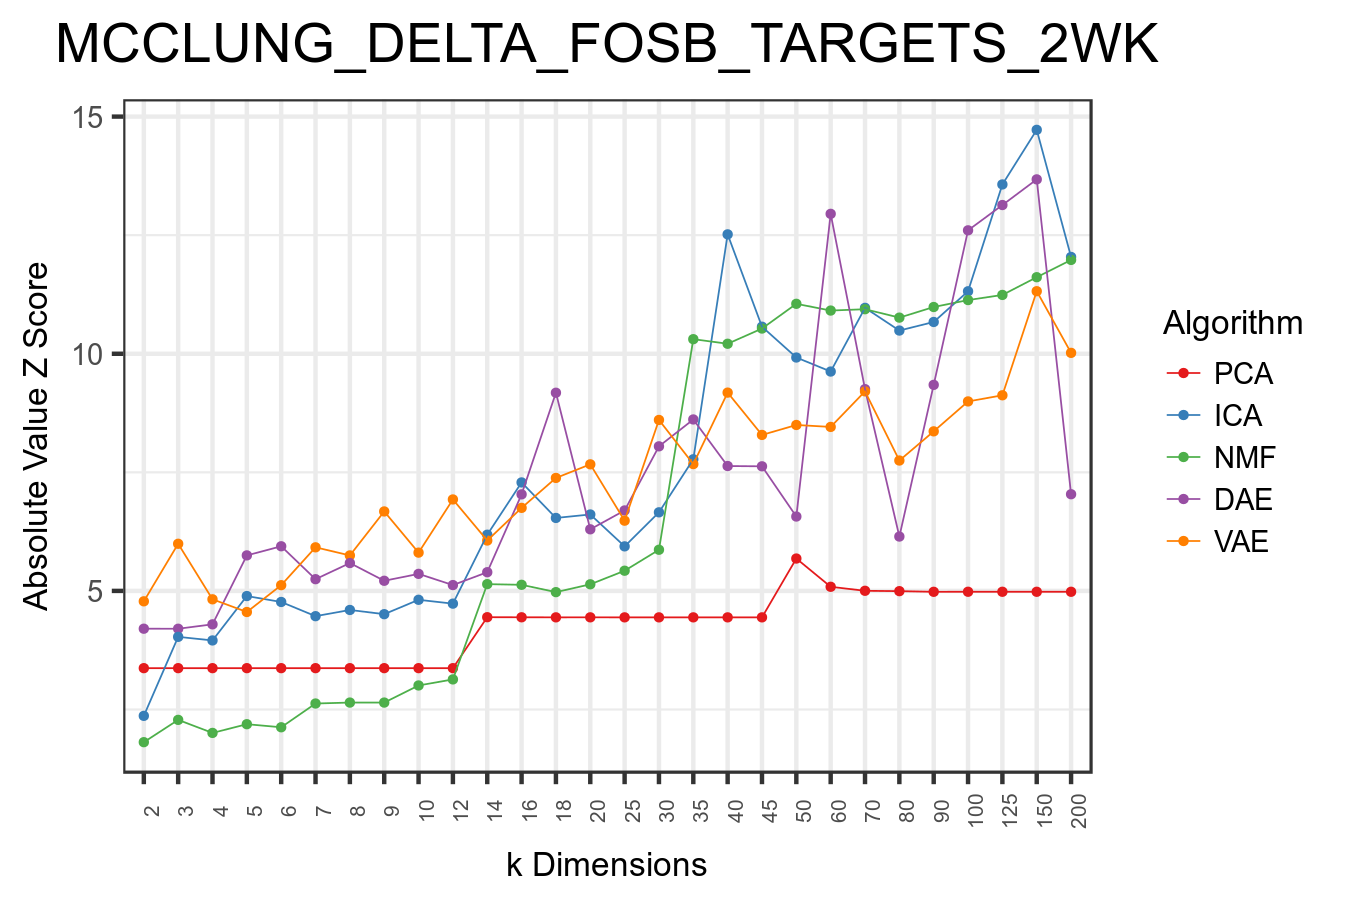 MCCLUNG_DELTA_FOSB_TARGETS_2WK
Absolute Value Z Score
15
10
5
2 3 4 5 6 7 8 9 10 12 14 16 18 20 25 30 35 40 45 50 60 70 80 90 100 125 150 200
k Dimensions
Algorithm
PCA
ICA
NMF
DAE
VAE